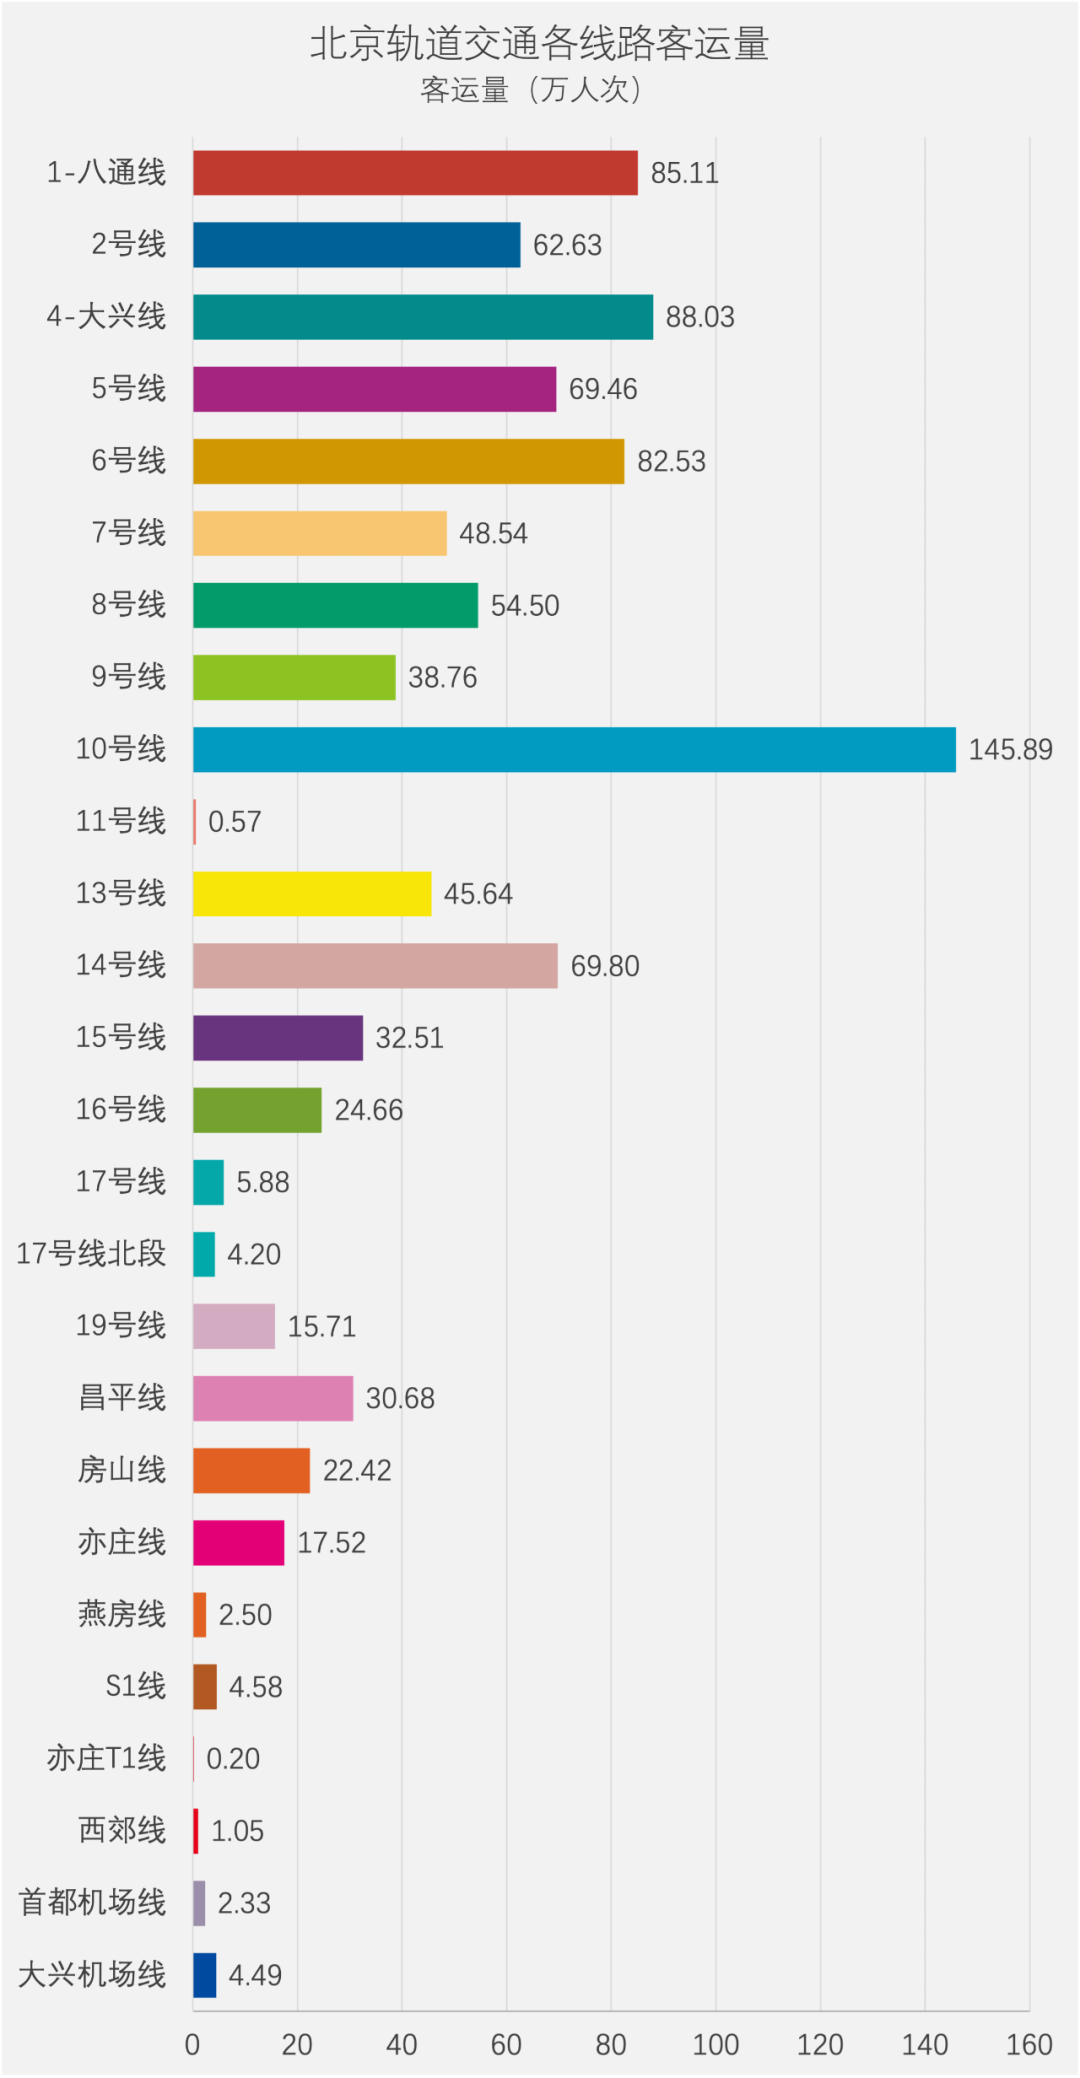 北京轨道交通各线路客运量
客运量（万人次）
1-八通线 85.11
2号线 62.63
4-大兴线 88.03
5号线 69.46
6号线 82.53
7号线 48.54
8号线 54.50
9号线 38.76
10号线 145.89
11号线 0.57
13号线 45.64
14号线 69.80
15号线 32.51
16号线 24.66
17号线 5.88
17号线北段 4.20
19号线 15.71
昌平线 30.68
房山线 22.42
亦庄线 17.52
燕房线 2.50
S1线 4.58
亦庄T1线 0.20
西郊线 1.05
首都机场线 2.33
大兴机场线 4.49
0 20 40 60 80 100 120 140 160